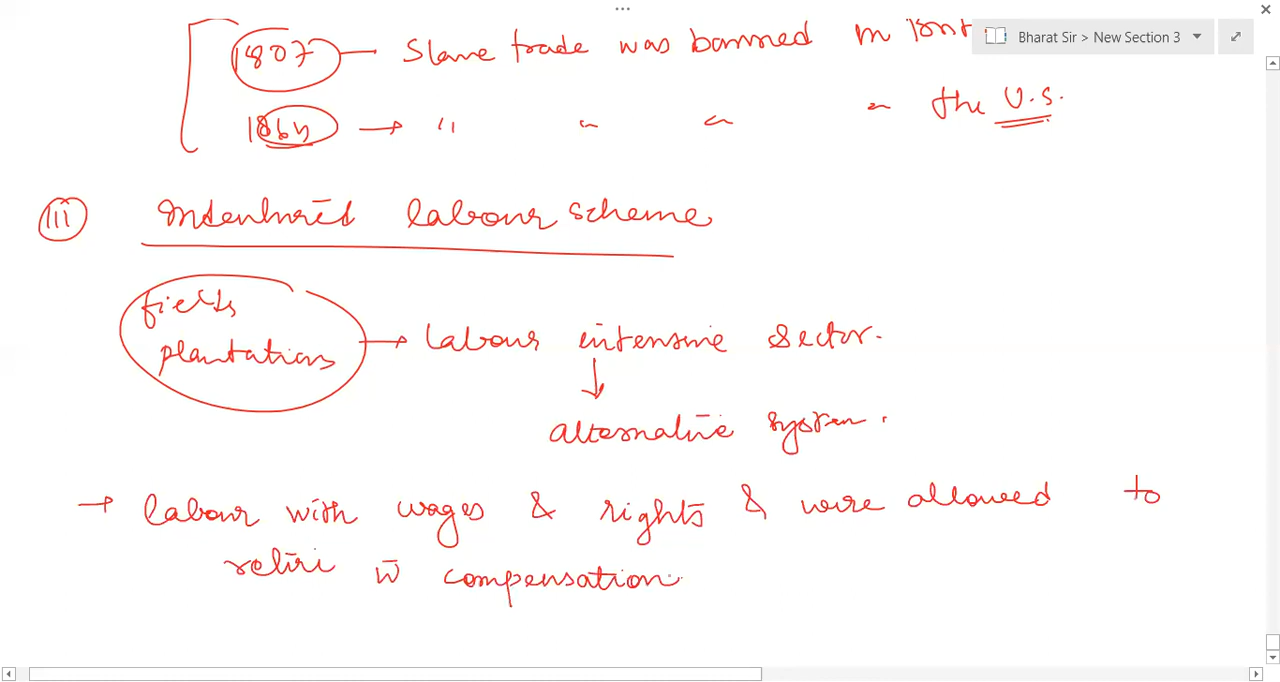 1807 — Slave trade was banned in
Bharat Sir > New Section 3
1864 → " " " " the U.S.
iii Indentured labour scheme
fields
plantations → Labour intensive sector.
↓
alternative system.
→ labour with wages & rights & were allowed to
retire w compensation.